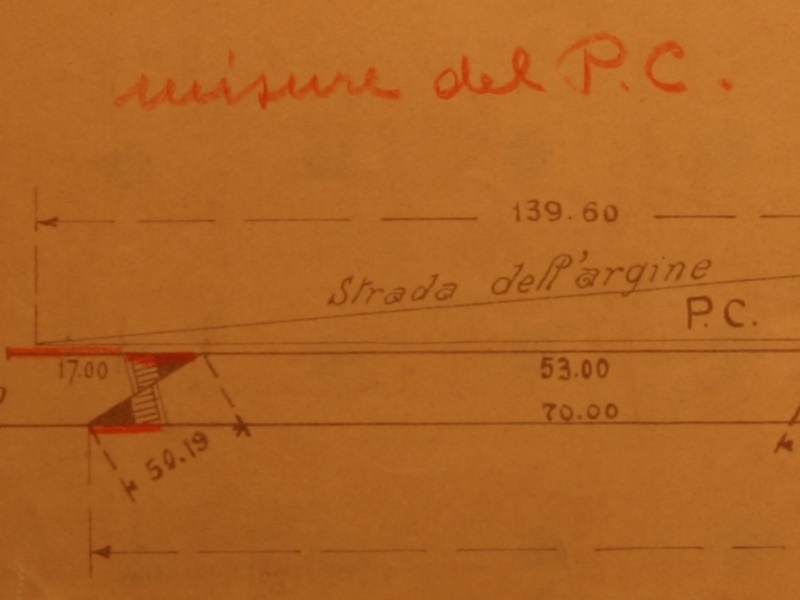 misure del P.C.
139.60
Strada dell'argine
P.C.
17.00
53.00
70.00
50.19